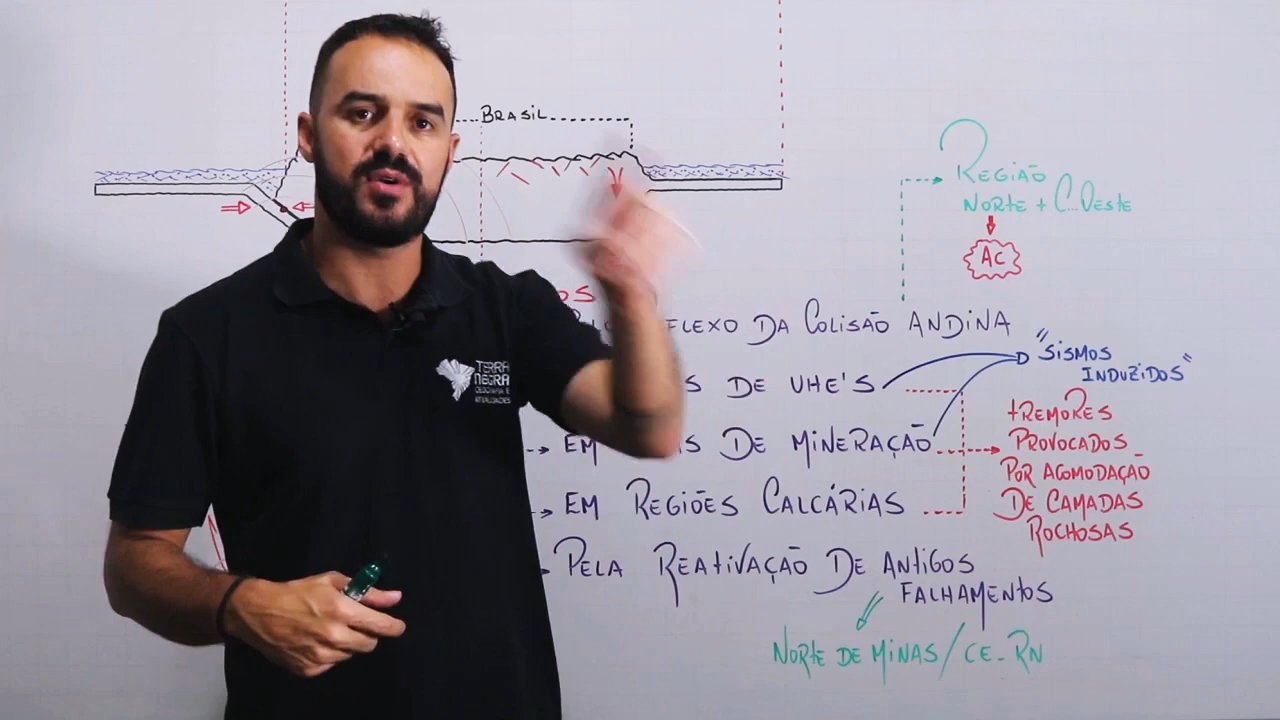 BRASIL
REGIÃO
NORTE + C. OESTE
AC
FLEXO DA COLISÃO ANDINA
DE UHE'S
"SISMOS
INDUZIDOS"
TREMORES
PROVOCADOS
POR ACOMODAÇÃO
DE CAMADAS
ROCHOSAS
EM DE MINERAÇÃO
EM REGIÕES CALCÁRIAS
PELA REATIVAÇÃO DE ANTIGOS
FALHAMENTOS
NORTE DE MINAS / CE - RN
TERRA
NEGRA